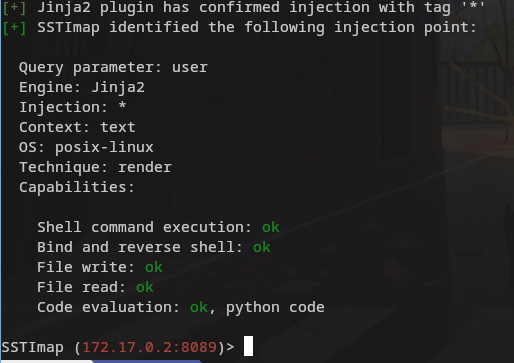 [+] Jinja2 plugin has confirmed injection with tag '*'
[+] SSTImap identified the following injection point:
Query parameter: user
Engine: Jinja2
Injection: *
Context: text
OS: posix-linux
Technique: render
Capabilities:
Shell command execution: ok
Bind and reverse shell: ok
File write: ok
File read: ok
Code evaluation: ok, python code
SSTImap (172.17.0.2:8089)>